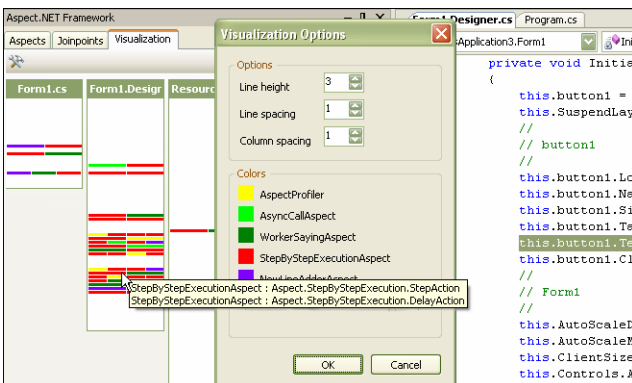 Aspect.NET Framework
Aspects Joinpoints Visualization
Form1.cs Form1.Desigr Resourc
Visualization Options
Options
Line height 3
Line spacing 1
Column spacing 1
Colors
AspectProfiler
AsyncCallAspect
WorkerSayingAspect
StepByStepExecutionAspect
NewLineAdderAspect
StepByStepExecutionAspect : Aspect.StepByStepExecution.StepAction
StepByStepExecutionAspect : Aspect.StepByStepExecution.DelayAction
OK Cancel
Form1.Designer.cs Program.cs
Application3.Form1 Ini
private void Initis
{
this.button1 =
this.SuspendLay
//
// button1
//
this.button1.Lo
this.button1.Na
this.button1.Si
this.button1.Ta
this.button1.Te
this.button1.Cl
//
// Form1
//
this.AutoScaleD
this.AutoScaleM
this.ClientSize
this.Controls.A